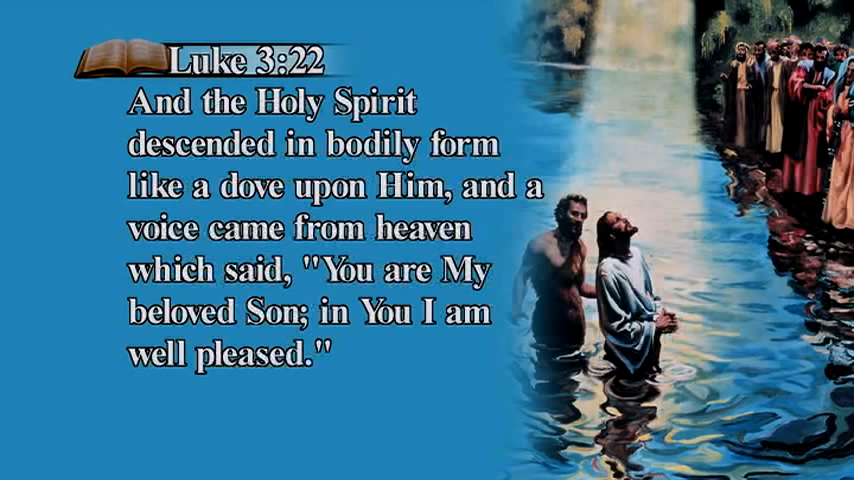 Luke 3:22
And the Holy Spirit
descended in bodily form
like a dove upon Him, and a
voice came from heaven
which said, "You are My
beloved Son; in You I am
well pleased."